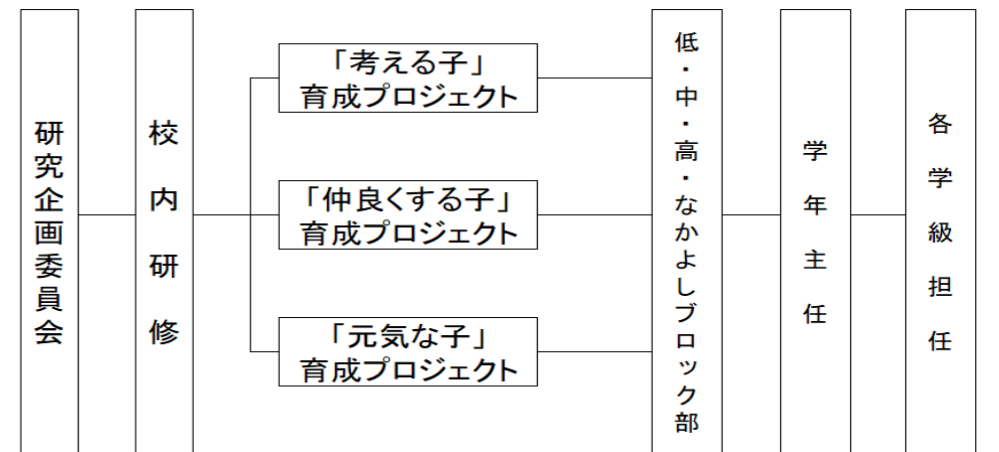 研究企画委員会
校内研修
「考える子」
育成プロジェクト
「仲良くする子」
育成プロジェクト
「元気な子」
育成プロジェクト
低・中・高・なかよしブロック部
学年主任
各学級担任